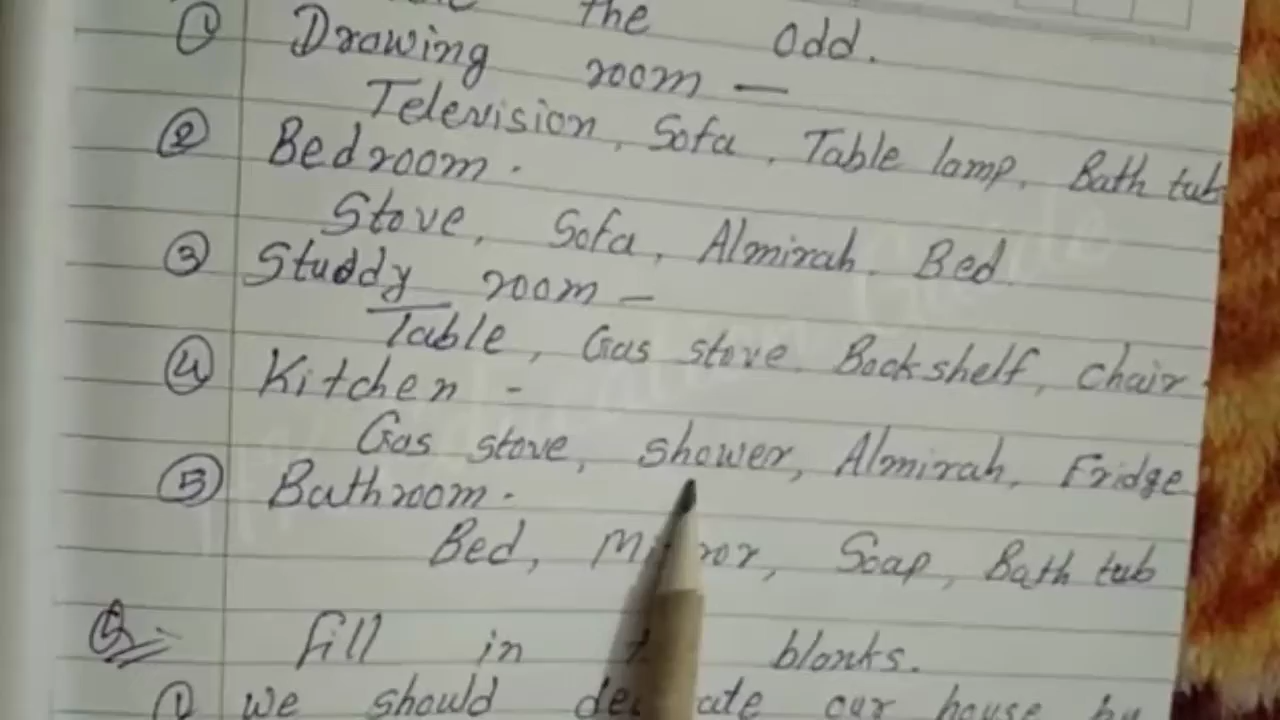 the Odd.
① Drawing room —
Television, Sofa, Table lamp, Bath tub
② Bedroom.
Stove, Sofa, Almirah, Bed.
③ Studdy room -
Table, Gas stove, Bookshelf, chair.
④ Kitchen -
Gas stove, shower, Almirah, Fridge
⑤ Bathroom.
Bed, Mirror, Soap, Bath tub
Q:- fill in blanks.
① We should our house by